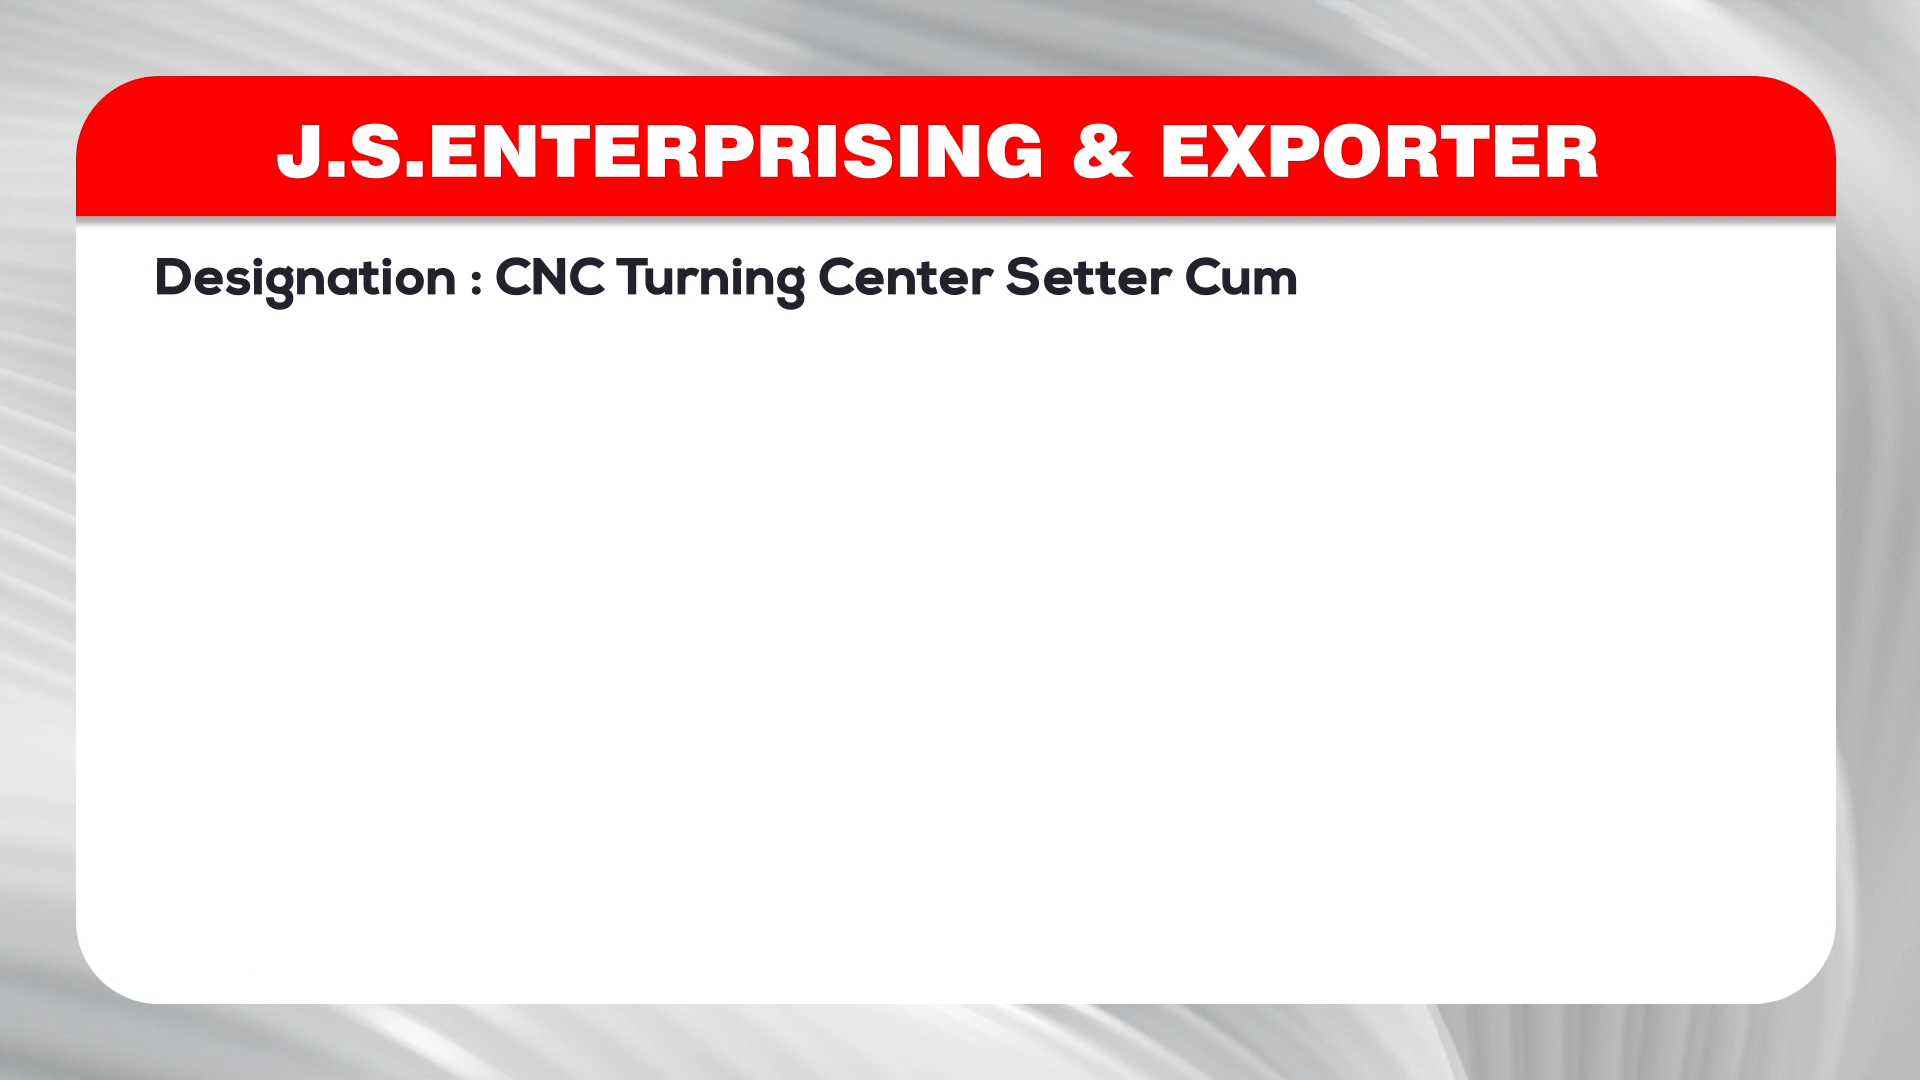 J.S.ENTERPRISING & EXPORTER
Designation : CNC Turning Center Setter Cum